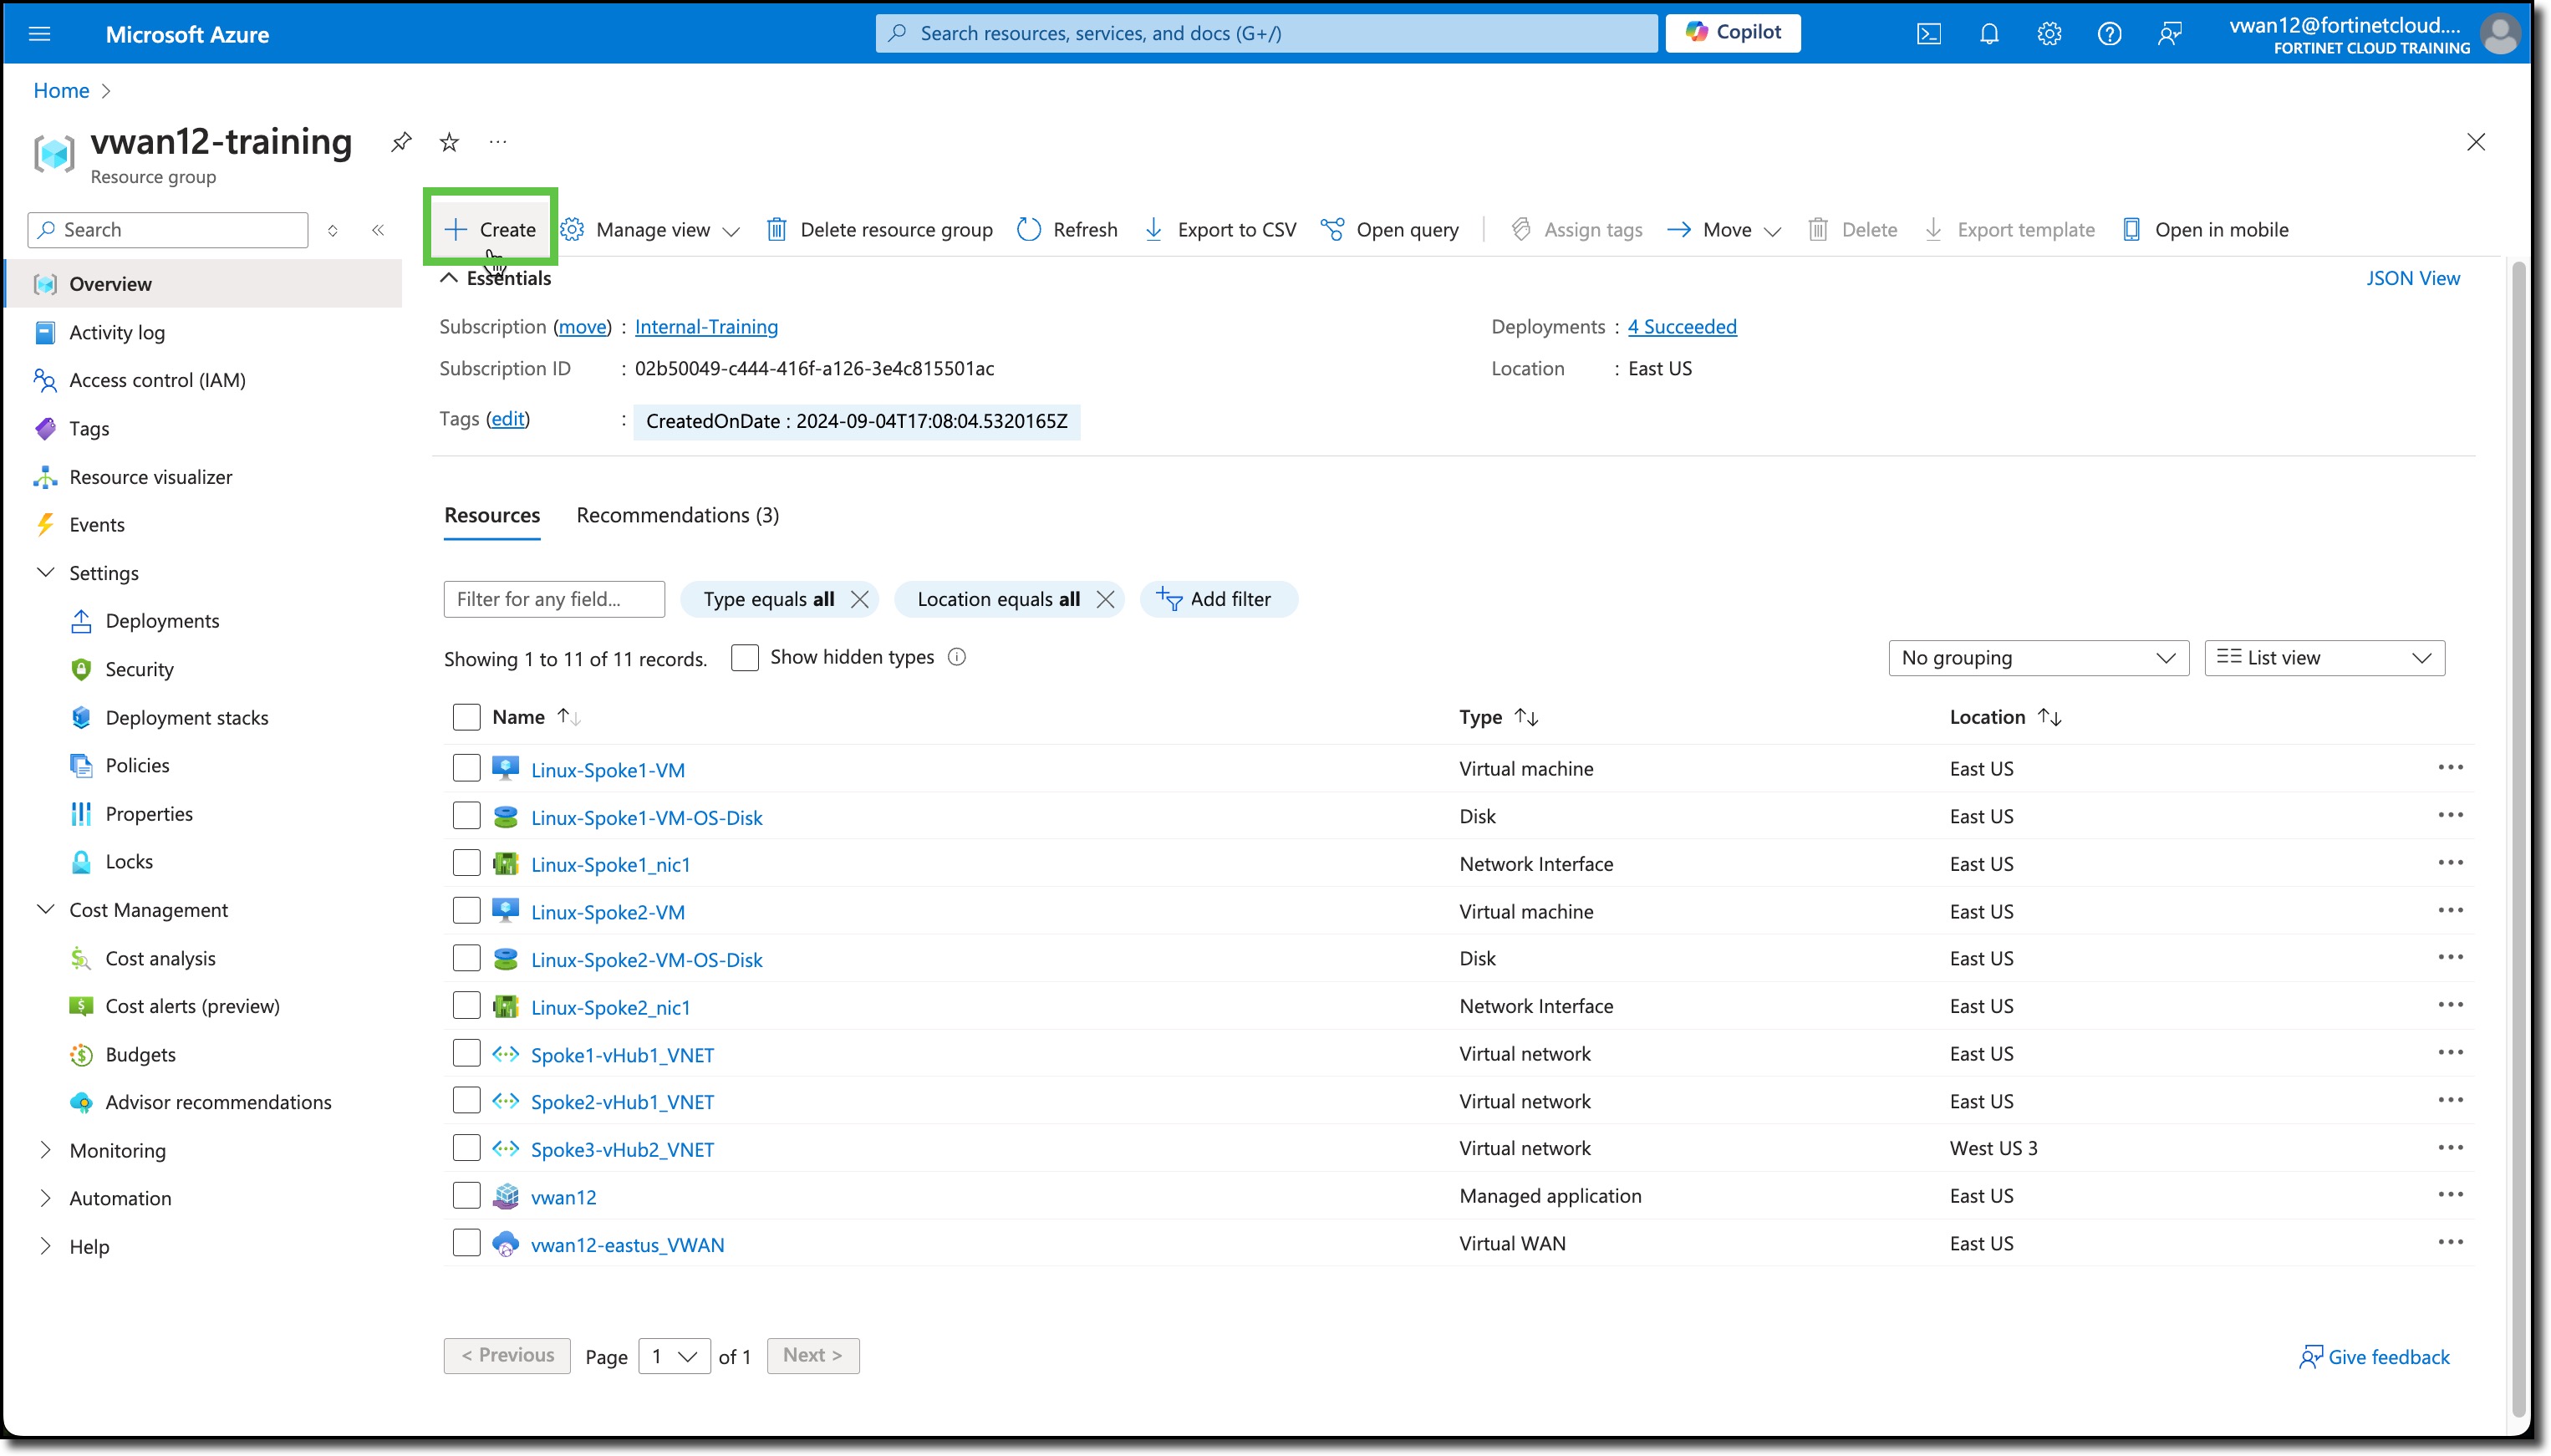 Microsoft Azure
Search resources, services, and docs (G+/)
Copilot
vwan12@fortinetcloud....
FORTINET CLOUD TRAINING
Home
vwan12-training
Resource group
Search
Create
Manage view
Delete resource group
Refresh
Export to CSV
Open query
Assign tags
Move
Delete
Export template
Open in mobile
Overview
Activity log
Access control (IAM)
Tags
Resource visualizer
Events
Settings
Deployments
Security
Deployment stacks
Policies
Properties
Locks
Cost Management
Cost analysis
Cost alerts (preview)
Budgets
Advisor recommendations
Monitoring
Automation
Help
Essentials
JSON View
Subscription (move) : Internal-Training
Subscription ID : 02b50049-c444-416f-a126-3e4c815501ac
Tags (edit) : CreatedOnDate : 2024-09-04T17:08:04.5320165Z
Deployments : 4 Succeeded
Location : East US
Resources
Recommendations (3)
Filter for any field...
Type equals all
Location equals all
Add filter
Showing 1 to 11 of 11 records.
Show hidden types
No grouping
List view
Name Type Location
Linux-Spoke1-VM Virtual machine East US
Linux-Spoke1-VM-OS-Disk Disk East US
Linux-Spoke1_nic1 Network Interface East US
Linux-Spoke2-VM Virtual machine East US
Linux-Spoke2-VM-OS-Disk Disk East US
Linux-Spoke2_nic1 Network Interface East US
Spoke1-vHub1_VNET Virtual network East US
Spoke2-vHub1_VNET Virtual network East US
Spoke3-vHub2_VNET Virtual network West US 3
vwan12 Managed application East US
vwan12-eastus_VWAN Virtual WAN East US
< Previous Page 1 of 1 Next >
Give feedback